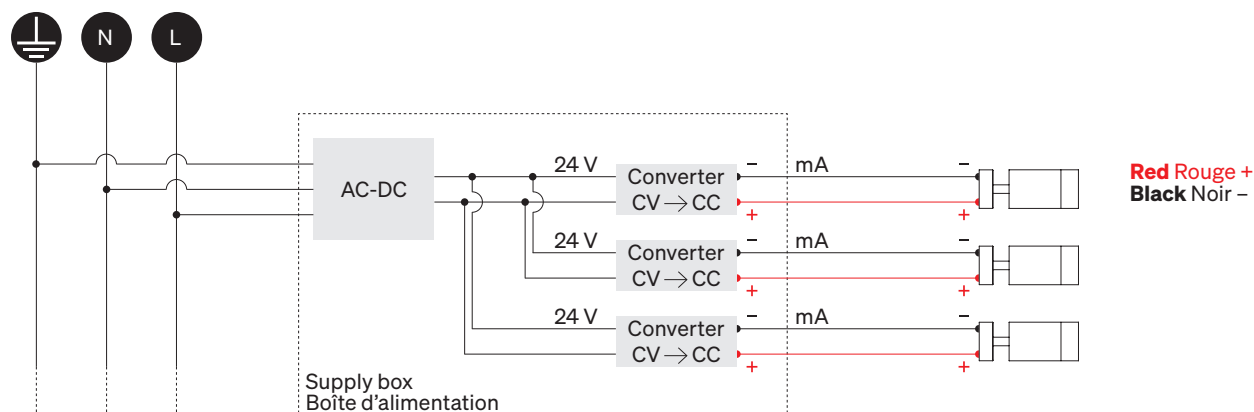 N
L
AC-DC
24 V
Converter
CV → CC
−
+
mA
−
+
24 V
Converter
CV → CC
−
+
mA
−
+
24 V
Converter
CV → CC
−
+
mA
−
+
Red Rouge +
Black Noir –
Supply box
Boîte d'alimentation